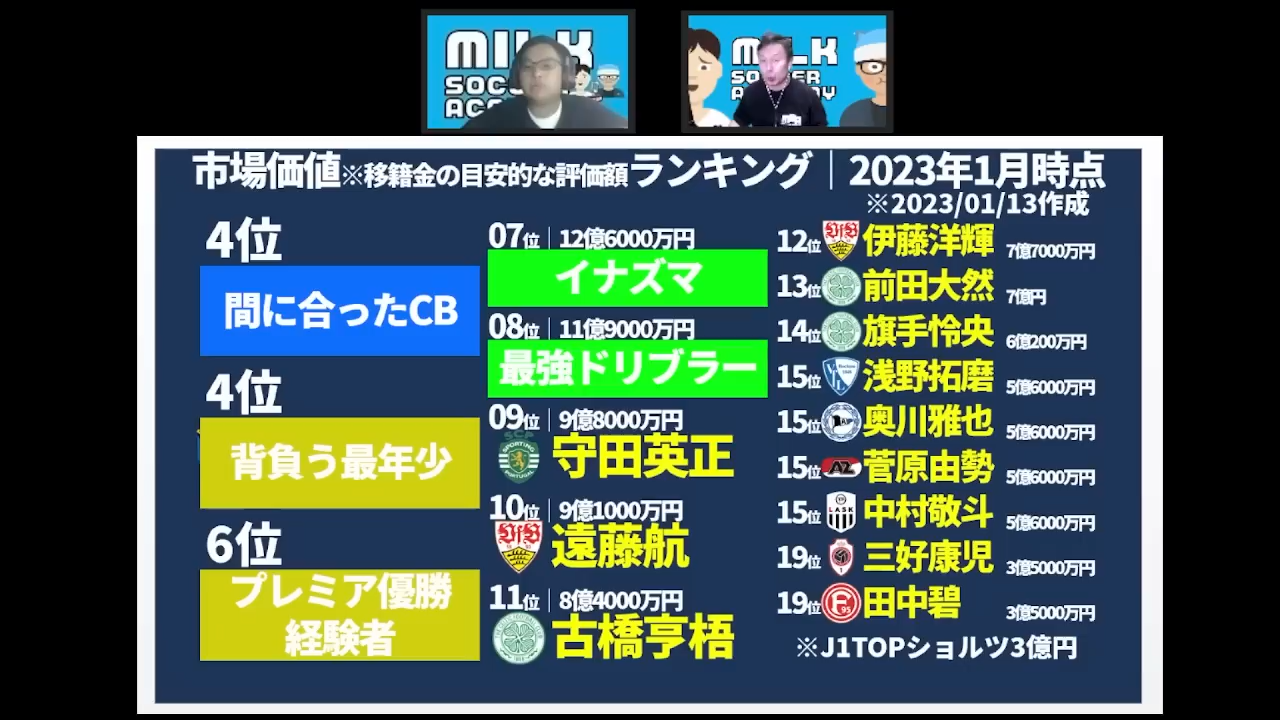 MILK
SOC
ACA
MILK
SOCCER
市場価値※移籍金の目安的な評価額ランキング｜2023年1月時点
※2023/01/13作成
4位
間に合ったCB
4位
背負う最年少
6位
プレミア優勝
経験者
07位｜12億6000万円
イナズマ
08位｜11億9000万円
最強ドリブラー
09位｜9億8000万円
守田英正
10位｜9億1000万円
遠藤航
11位｜8億4000万円
古橋亨梧
12位 伊藤洋輝 7億7000万円
13位 前田大然 7億円
14位 旗手怜央 6億200万円
15位 浅野拓磨 5億6000万円
15位 奥川雅也 5億6000万円
15位 AZ 菅原由勢 5億6000万円
15位 LASK 中村敬斗 5億6000万円
19位 三好康児 3億5000万円
19位 F95 田中碧 3億5000万円
※J1TOPショルツ3億円